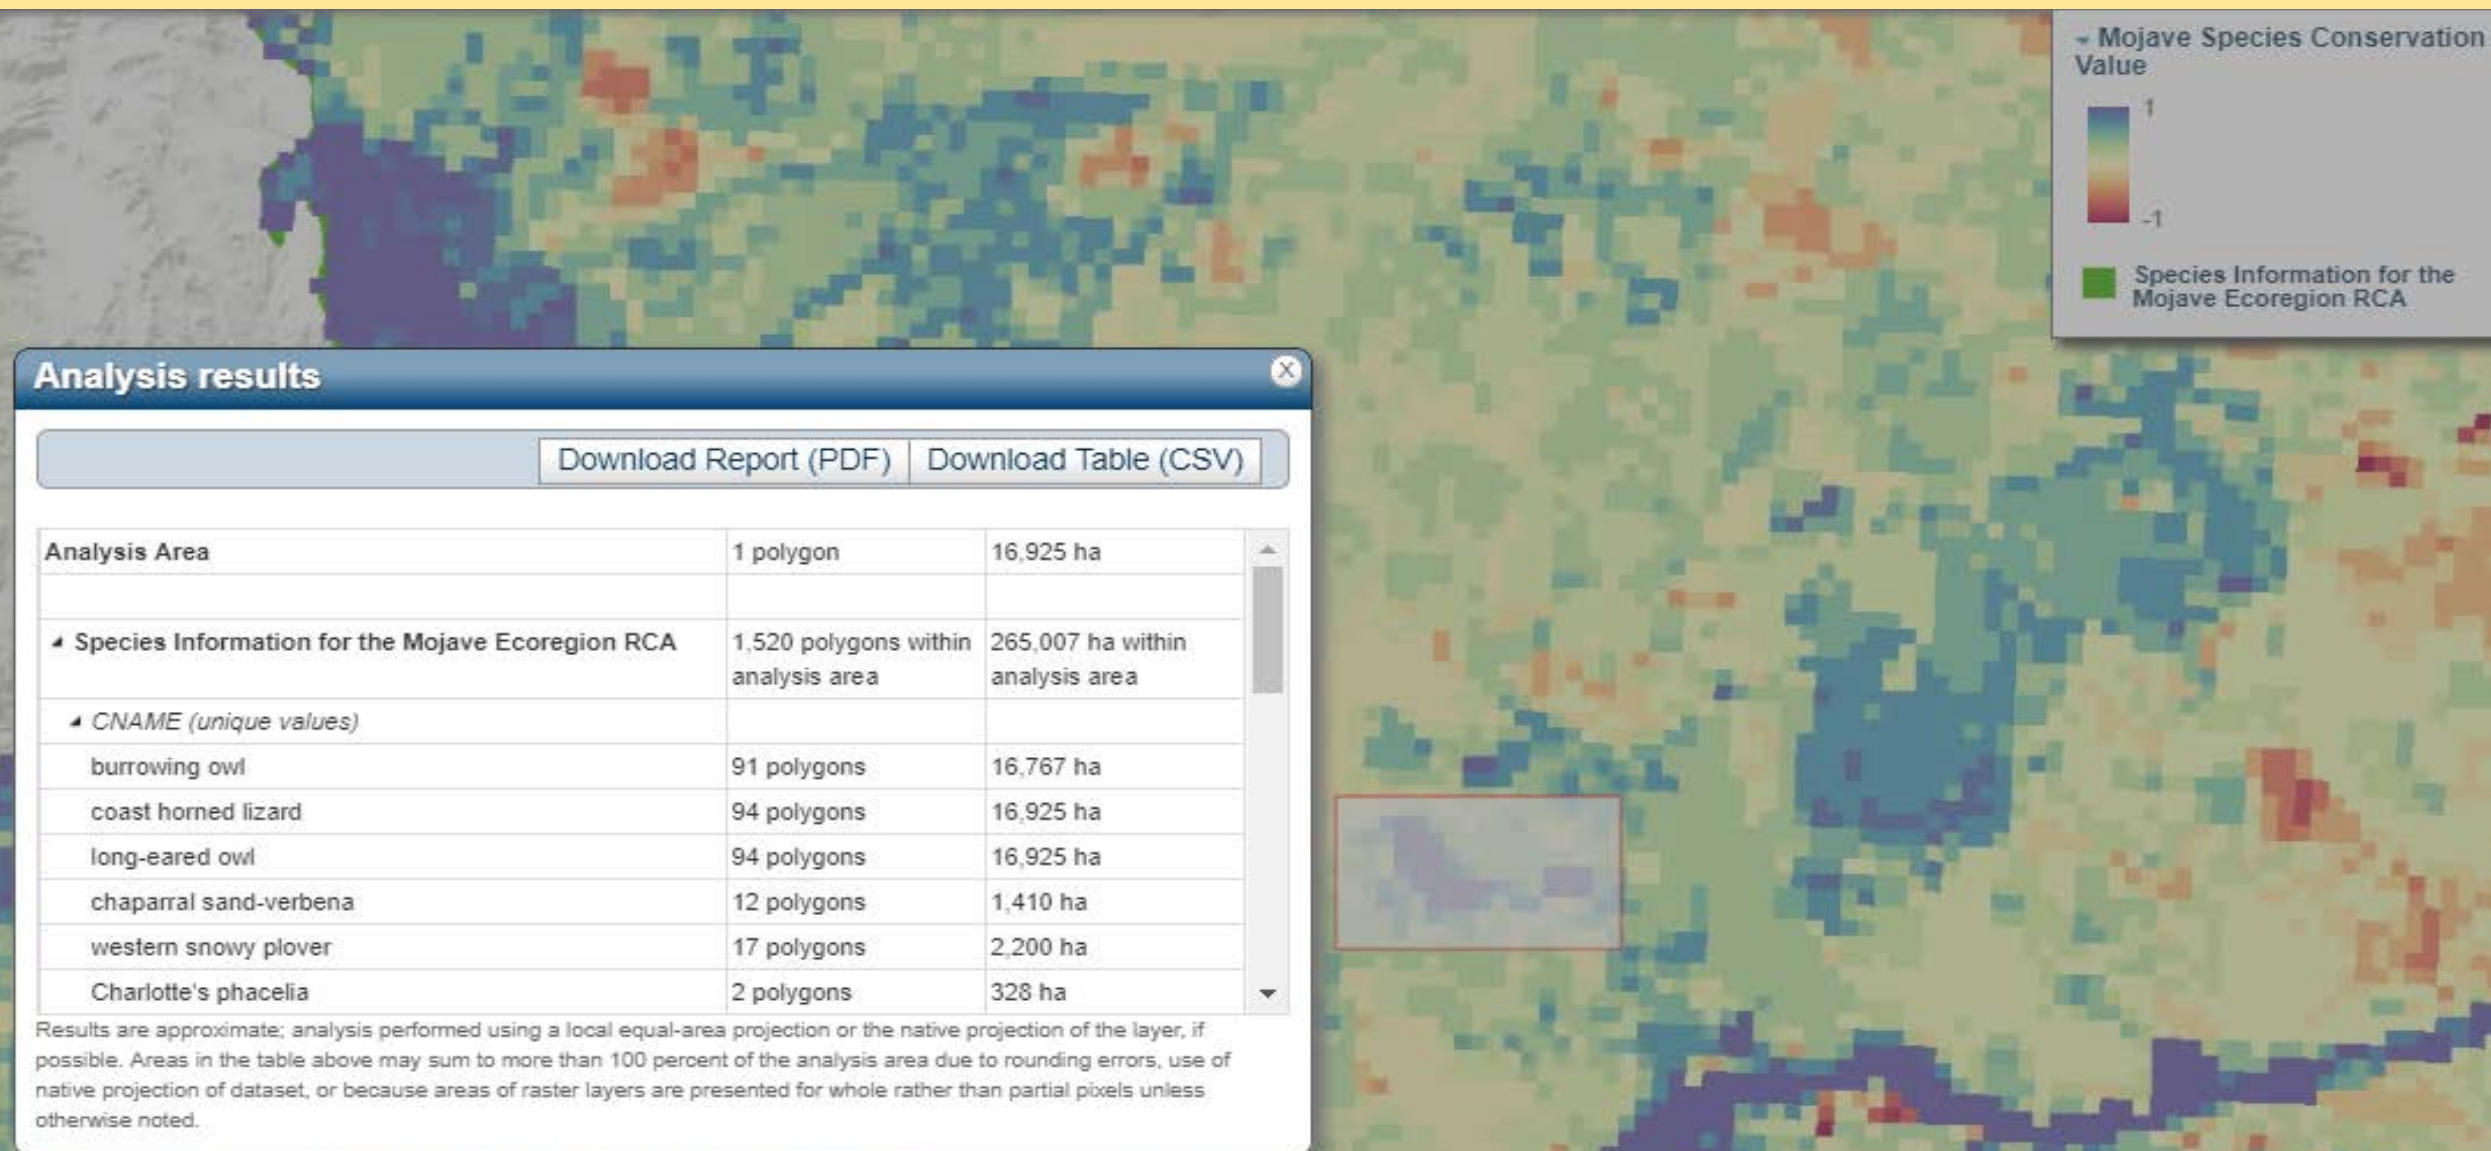 Mojave Species Conservation
Value
1
-1
Species Information for the
Mojave Ecoregion RCA
Analysis results
X
Download Report (PDF) Download Table (CSV)
Analysis Area 1 polygon 16,925 ha
Species Information for the Mojave Ecoregion RCA 1,520 polygons within 265,007 ha within
analysis area analysis area
CNAME (unique values)
burrowing owl 91 polygons 16,767 ha
coast horned lizard 94 polygons 16,925 ha
long-eared owl 94 polygons 16,925 ha
chaparral sand-verbena 12 polygons 1,410 ha
western snowy plover 17 polygons 2,200 ha
Charlotte's phacelia 2 polygons 328 ha
Results are approximate; analysis performed using a local equal-area projection or the native projection of the layer, if
possible. Areas in the table above may sum to more than 100 percent of the analysis area due to rounding errors, use of
native projection of dataset, or because areas of raster layers are presented for whole rather than partial pixels unless
otherwise noted.